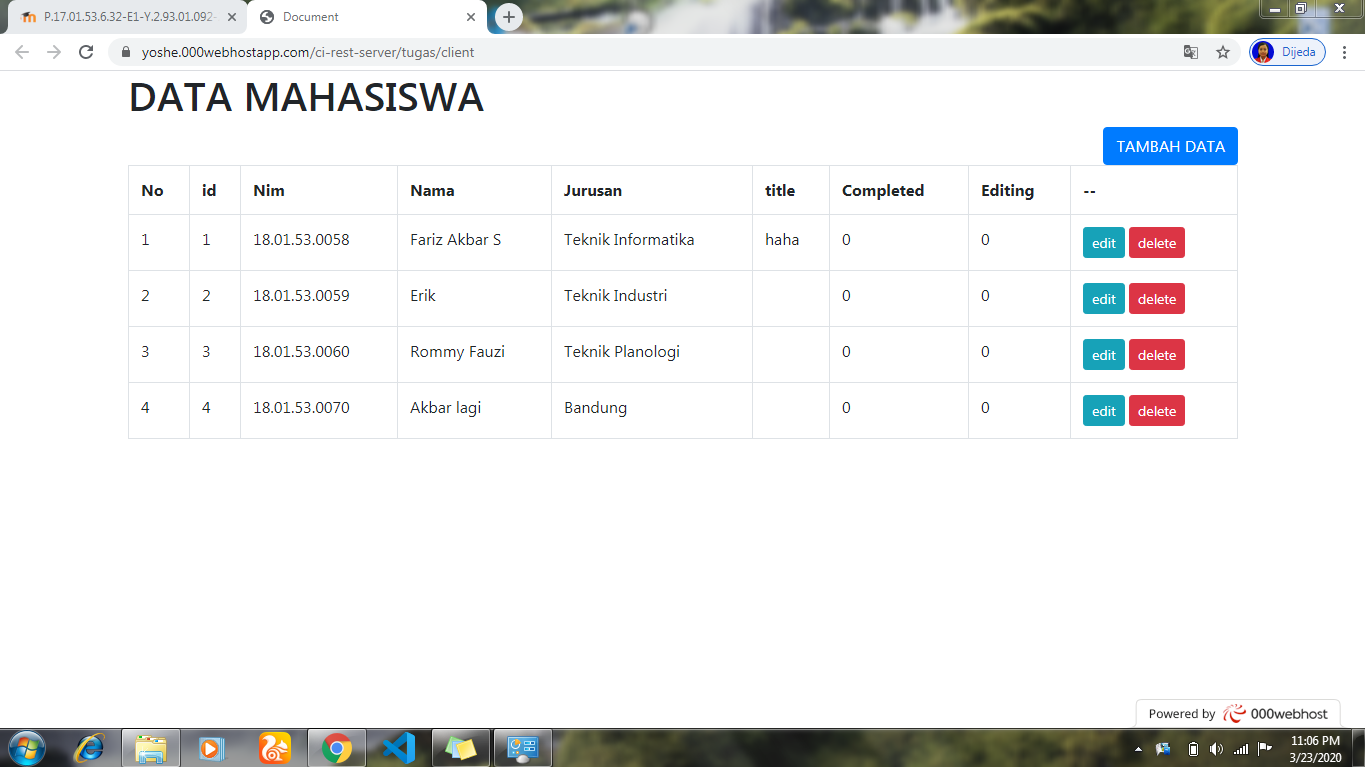 P.17.01.53.6.32-E1-Y.2.93.01.092-
Document
yoshe.000webhostapp.com/ci-rest-server/tugas/client
Dijeda
DATA MAHASISWA
TAMBAH DATA
No id Nim Nama Jurusan title Completed Editing --
1 1 18.01.53.0058 Fariz Akbar S Teknik Informatika haha 0 0 edit delete
2 2 18.01.53.0059 Erik Teknik Industri 0 0 edit delete
3 3 18.01.53.0060 Rommy Fauzi Teknik Planologi 0 0 edit delete
4 4 18.01.53.0070 Akbar lagi Bandung 0 0 edit delete
Powered by 000webhost
11:06 PM
3/23/2020